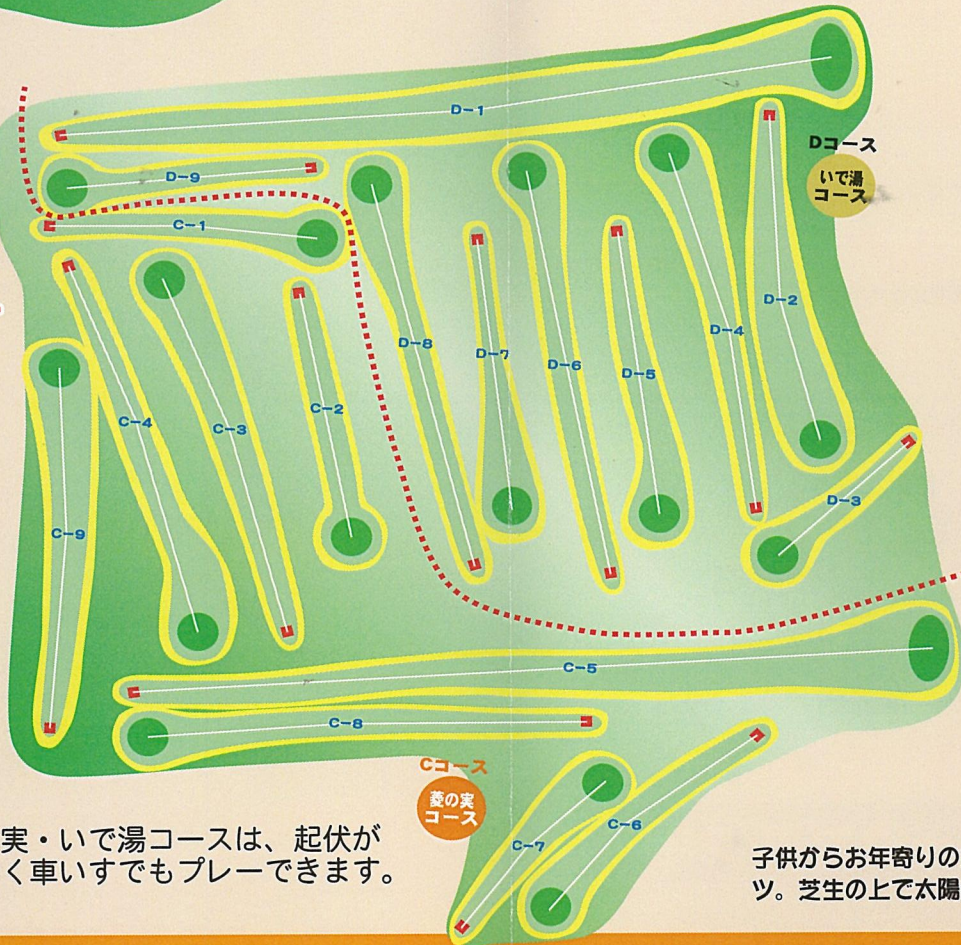 D-1
Dコース
いで湯
コース
D-9
C-1
D-2
D-4
D-8
D-7
D-6
D-5
C-2
C-4
C-3
D-3
C-9
C-5
C-8
Cコース
菱の実
コース
C-7
C-6
実・いで湯コースは、起伏が
く車いすでもプレーできます。
子供からお年寄りの
ツ。芝生の上で太陽